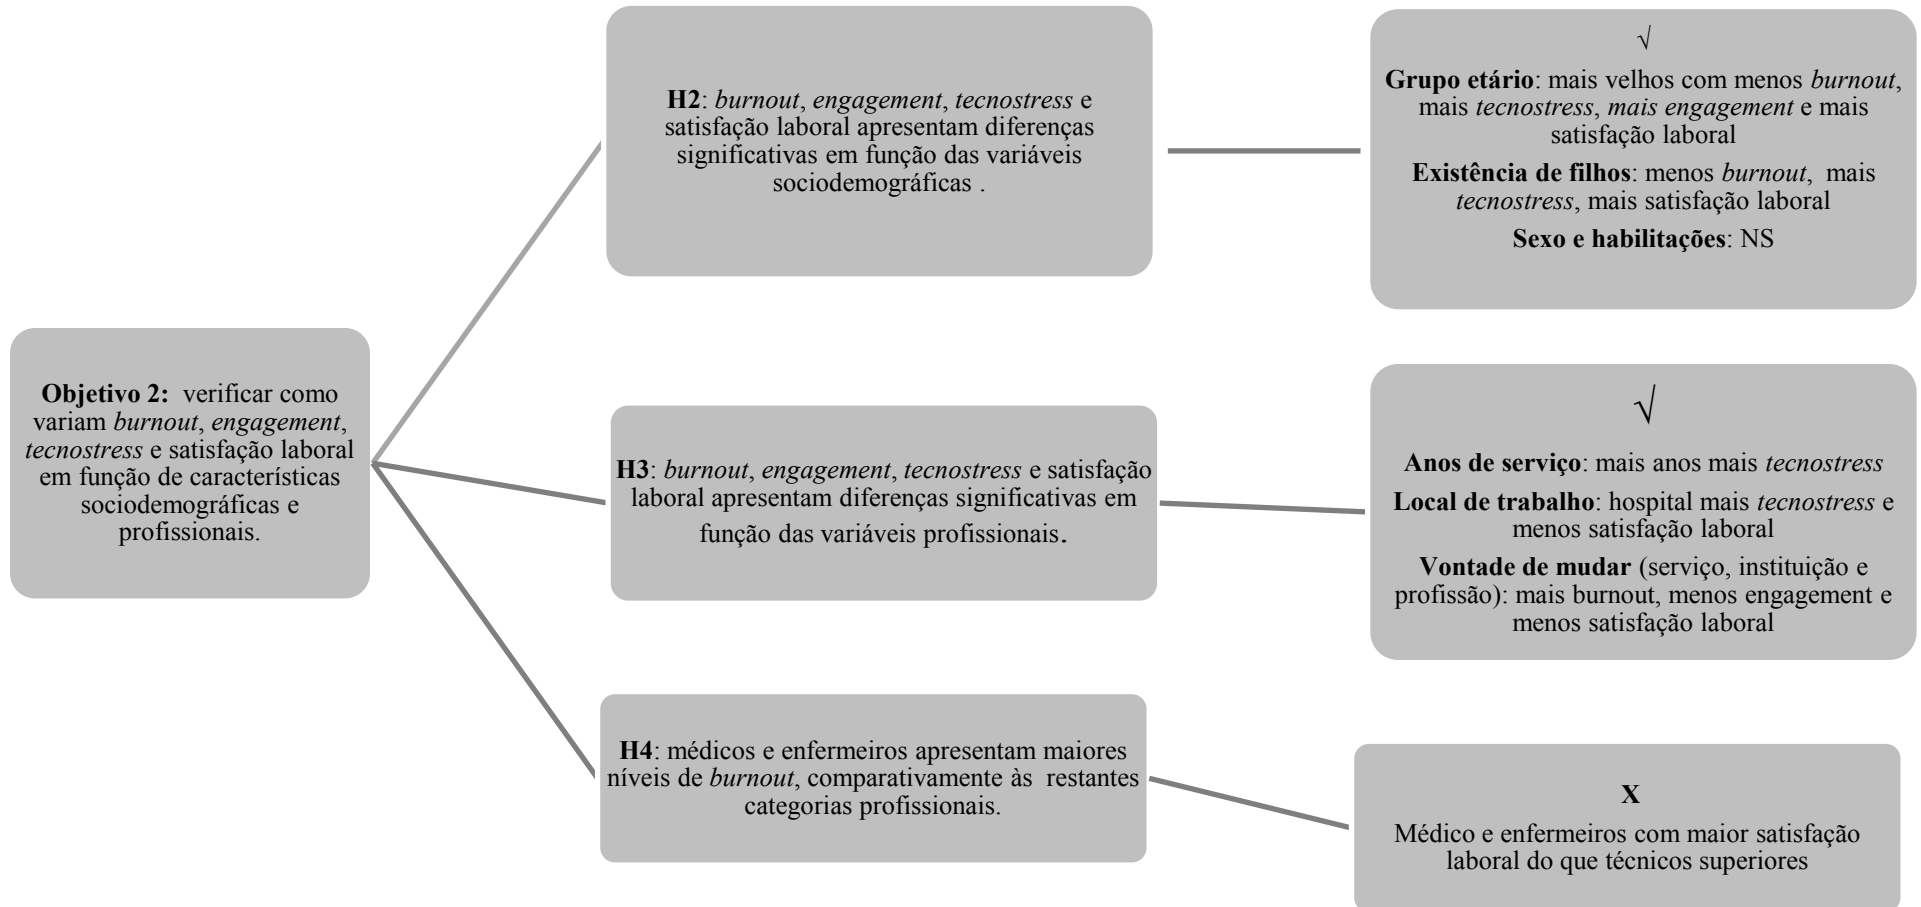 Objetivo 2: verificar como
variam burnout, engagement,
tecnostress e satisfação laboral
em função de características
sociodemográficas e
profissionais.
H2: burnout, engagement, tecnostress e
satisfação laboral apresentam diferenças
significativas em função das variáveis
sociodemográficas .
√
Grupo etário: mais velhos com menos burnout,
mais tecnostress, mais engagement e mais
satisfação laboral
Existência de filhos: menos burnout, mais
tecnostress, mais satisfação laboral
Sexo e habilitações: NS
H3: burnout, engagement, tecnostress e satisfação
laboral apresentam diferenças significativas em
função das variáveis profissionais.
√
Anos de serviço: mais anos mais tecnostress
Local de trabalho: hospital mais tecnostress e
menos satisfação laboral
Vontade de mudar (serviço, instituição e
profissão): mais burnout, menos engagement e
menos satisfação laboral
H4: médicos e enfermeiros apresentam maiores
níveis de burnout, comparativamente às restantes
categorias profissionais.
X
Médico e enfermeiros com maior satisfação
laboral do que técnicos superiores